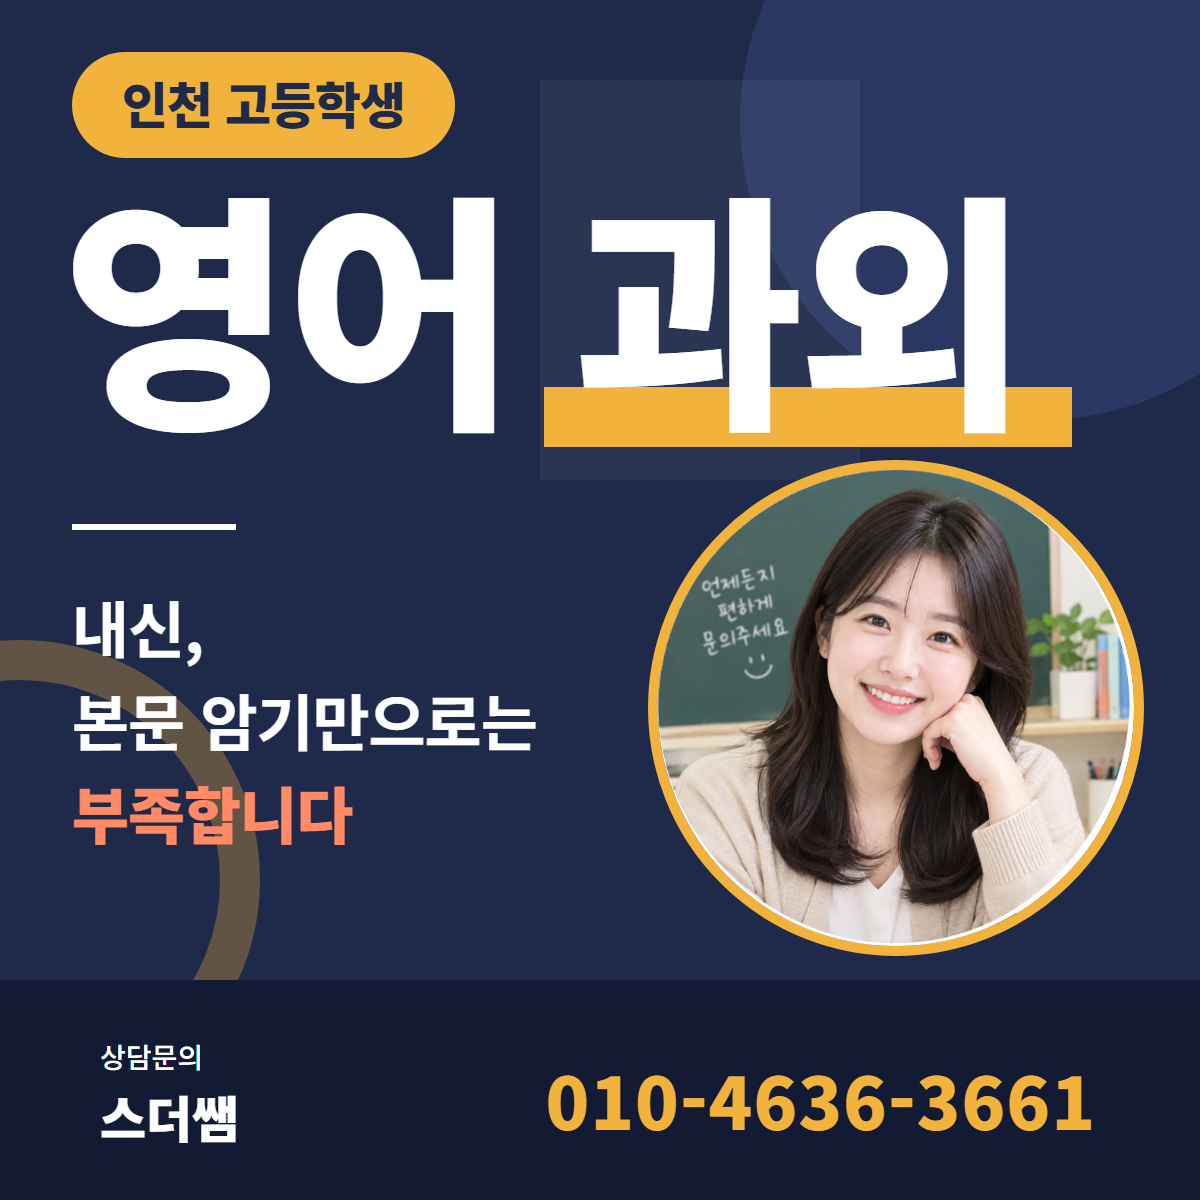 인천 고등학생
영어 과외
언제든지
편하게
문의주세요
내신,
본문 암기만으로는
부족합니다
상담문의
스더쌤
010-4636-3661